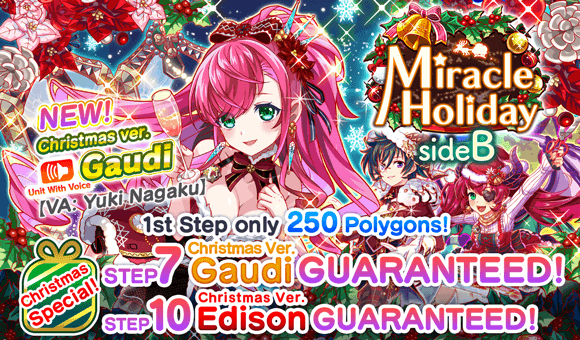 Miracle
Holiday
sideB
NEW!
Christmas ver.
Gaudi
Unit With Voice
【VA: Yuki Nagaku】
1st Step only 250 Polygons!
Christmas
Special!
Christmas Ver.
STEP7 Gaudi GUARANTEED!
Christmas Ver.
STEP10 Edison GUARANTEED!